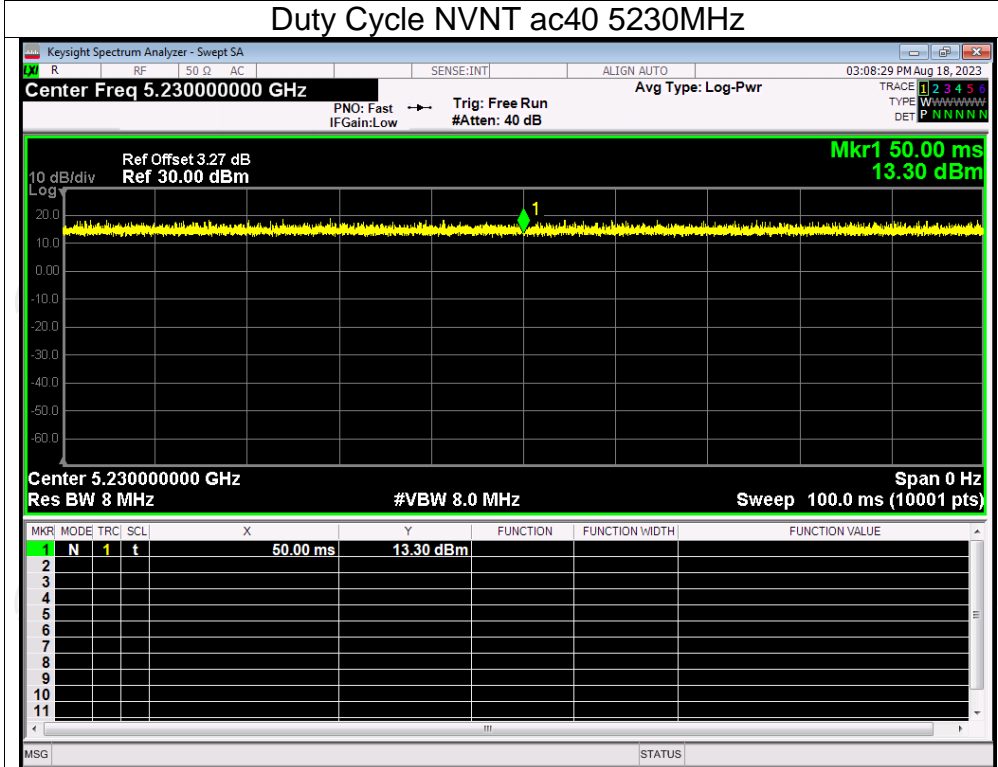 Duty Cycle NVNT ac40 5230MHz
Keysight Spectrum Analyzer - Swept SA
LXI R RF 50 Ω AC SENSE:INT ALIGN AUTO 03:08:29 PM Aug 18, 2023
Center Freq 5.230000000 GHz Avg Type: Log-Pwr TRACE 1 2 3 4 5 6
PNO: Fast Trig: Free Run TYPE WWWWWW
IFGain:Low #Atten: 40 dB DET P N N N N N
Mkr1 50.00 ms
Ref Offset 3.27 dB
10 dB/div Ref 30.00 dBm 13.30 dBm
Log
1
20.0
10.0
0.00
-10.0
-20.0
-30.0
-40.0
-50.0
-60.0
Center 5.230000000 GHz Span 0 Hz
Res BW 8 MHz #VBW 8.0 MHz Sweep 100.0 ms (10001 pts)
MKR MODE TRC SCL X Y FUNCTION FUNCTION WIDTH FUNCTION VALUE
1 N 1 t 50.00 ms 13.30 dBm
2
3
4
5
6
7
8
9
10
11
MSG STATUS